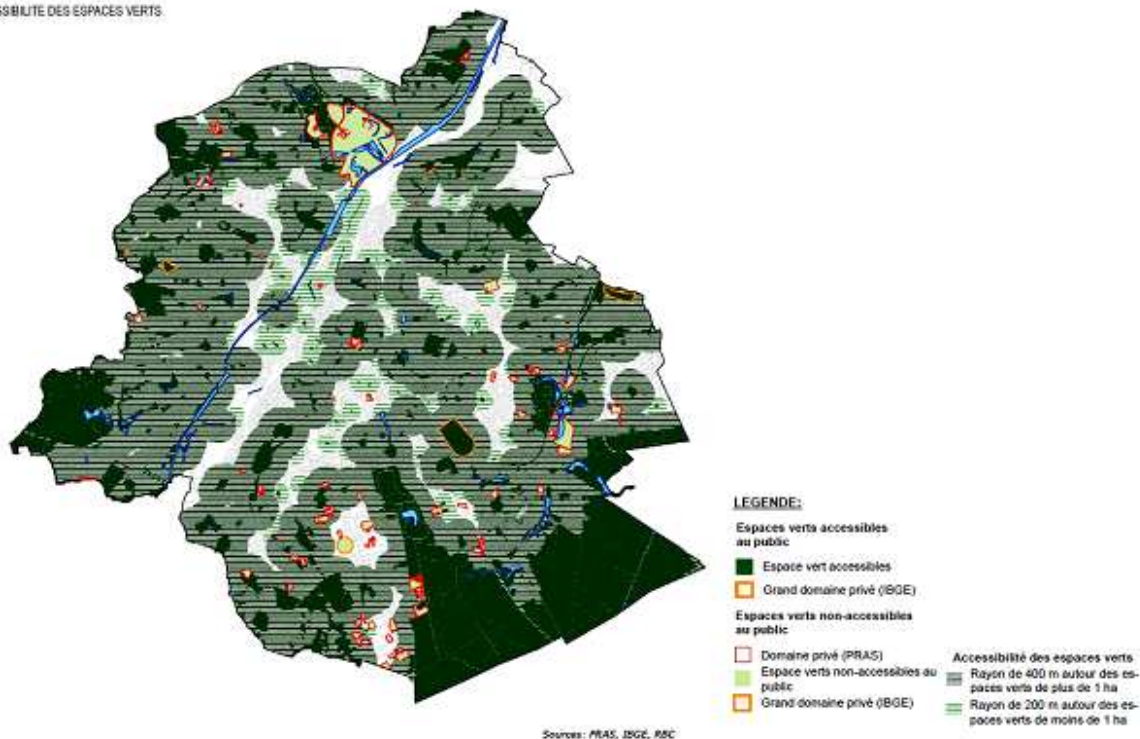 SSIBILITE DES ESPACES VERTS
LEGENDE:
Espaces verts accessibles
au public
Espace vert accessibles
Grand domaine privé (IBGE)
Espaces verts non-accessibles
au public
Domaine privé (PRAS)
Espace verts non-accessibles au
public
Grand domaine privé (IBGE)
Accessibilité des espaces verts
Rayon de 400 m autour des es-
paces verts de plus de 1 ha
Rayon de 200 m autour des es-
paces verts de moins de 1 ha
Sources: PRAS, IBGE, RBC